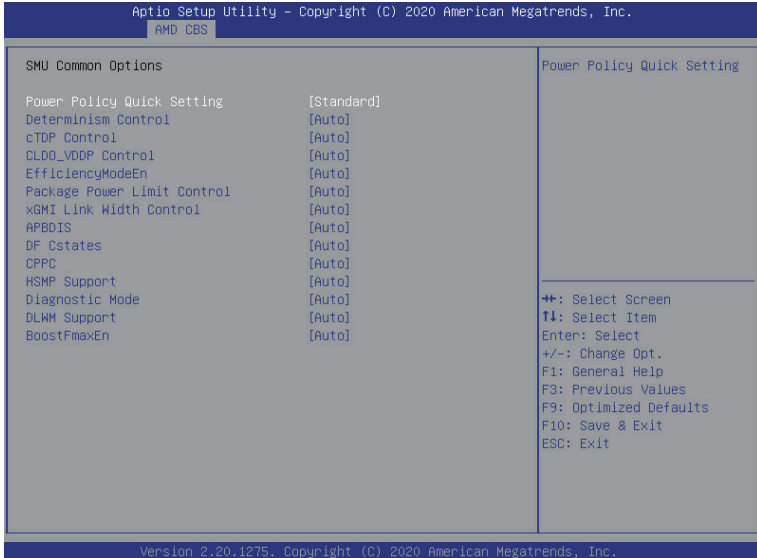 Aptio Setup Utility – Copyright (C) 2020 American Megatrends, Inc.
AMD CBS
SMU Common Options
Power Policy Quick Setting [Standard]
Determinism Control [Auto]
cTDP Control [Auto]
CLDO_VDDP Control [Auto]
EfficiencyModeEn [Auto]
Package Power Limit Control [Auto]
xGMI Link Width Control [Auto]
APBDIS [Auto]
DF Cstates [Auto]
CPPC [Auto]
HSMP Support [Auto]
Diagnostic Mode [Auto]
DLWM Support [Auto]
BoostFmaxEn [Auto]
Power Policy Quick Setting
→←: Select Screen
↑↓: Select Item
Enter: Select
+/-: Change Opt.
F1: General Help
F3: Previous Values
F9: Optimized Defaults
F10: Save & Exit
ESC: Exit
Version 2.20.1275. Copyright (C) 2020 American Megatrends, Inc.